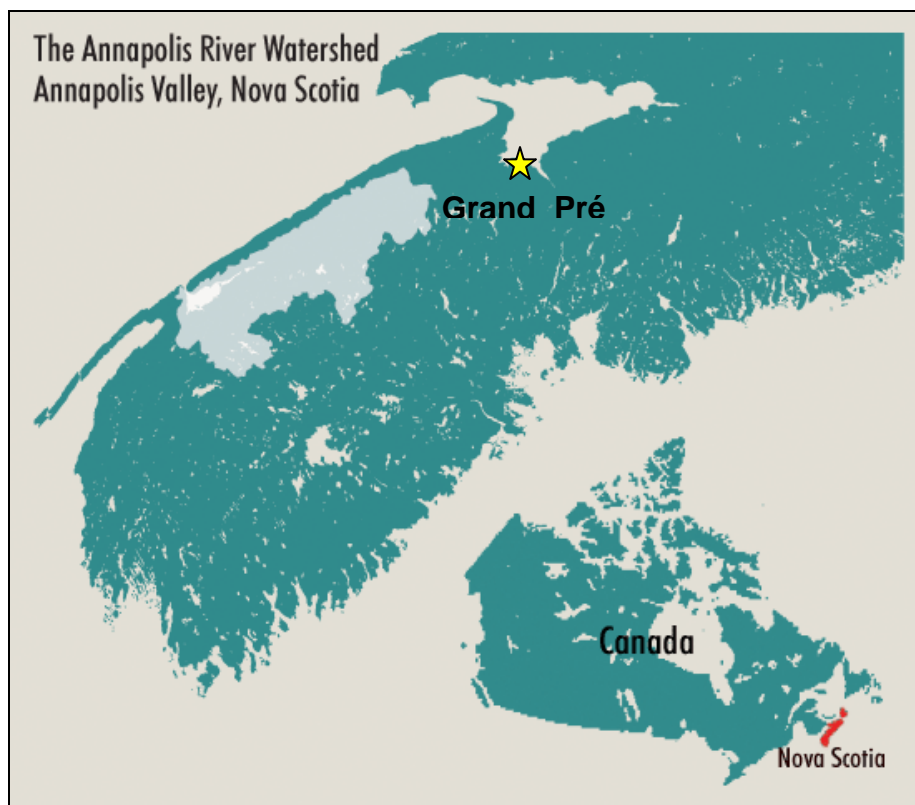 The Annapolis River Watershed
Annapolis Valley, Nova Scotia
Grand Pré
Canada
Nova Scotia